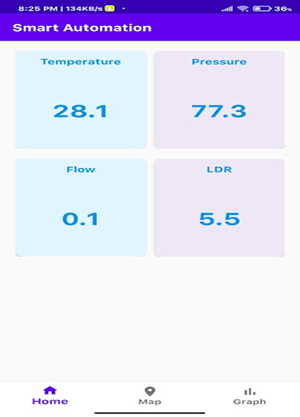 8:25 PM | 134KB/s
36%
Smart Automation
Temperature
Pressure
28.1
77.3
Flow
LDR
0.1
5.5
Home
Map
Graph